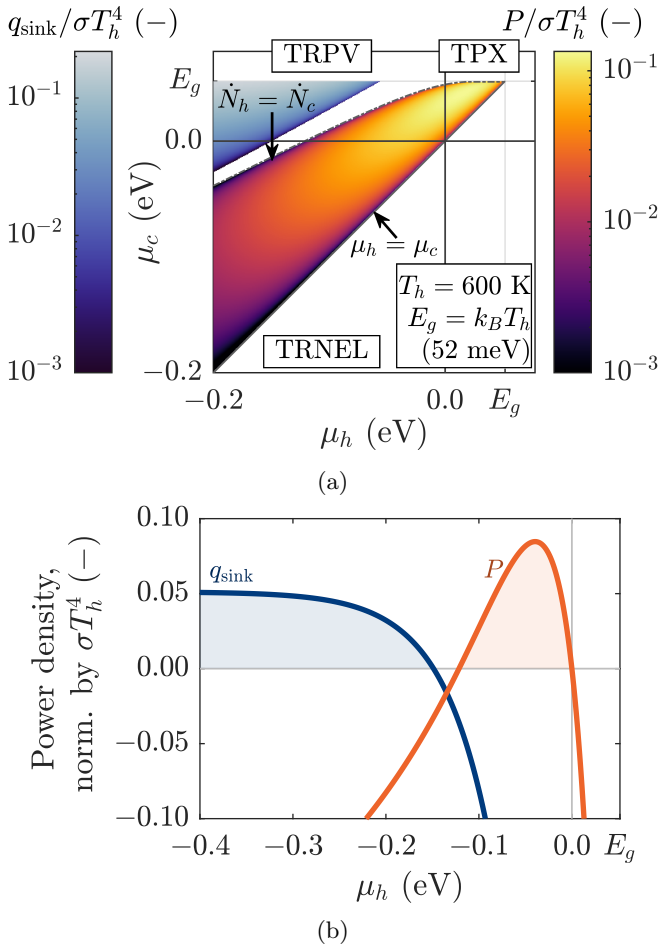 q_sink/σT_h^4 (−)
P/σT_h^4 (−)
TRPV
TPX
10^−1
10^−2
10^−3
E_g
0.0
−0.2
μ_c (eV)
Ṅ_h = Ṅ_c
μ_h = μ_c
TRNEL
T_h = 600 K
E_g = k_BT_h
(52 meV)
10^−1
10^−2
10^−3
−0.2
0.0
E_g
μ_h (eV)
(a)
0.10
0.05
0.00
−0.05
−0.10
Power density,
norm. by σT_h^4 (−)
q_sink
P
−0.4
−0.3
−0.2
−0.1
0.0
E_g
μ_h (eV)
(b)